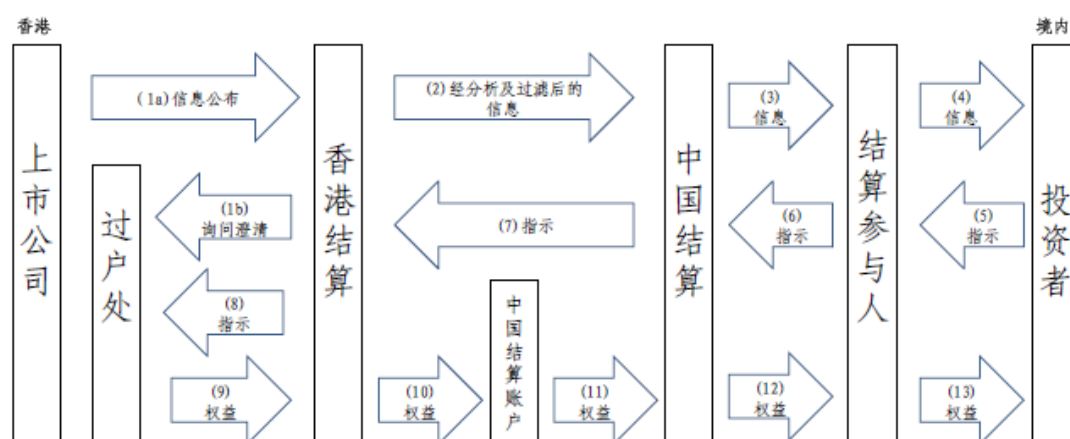 香港
境内
上市公司
过户处
香港结算
中国结算账户
中国结算
结算参与人
投资者
(1a)信息公布
(2)经分析及过滤后的
信息
(3)
信息
(4)
信息
(1b)
询问澄清
(7)指示
(6)
指示
(5)
指示
(8)
指示
(9)
权益
(10)
权益
(11)
权益
(12)
权益
(13)
权益